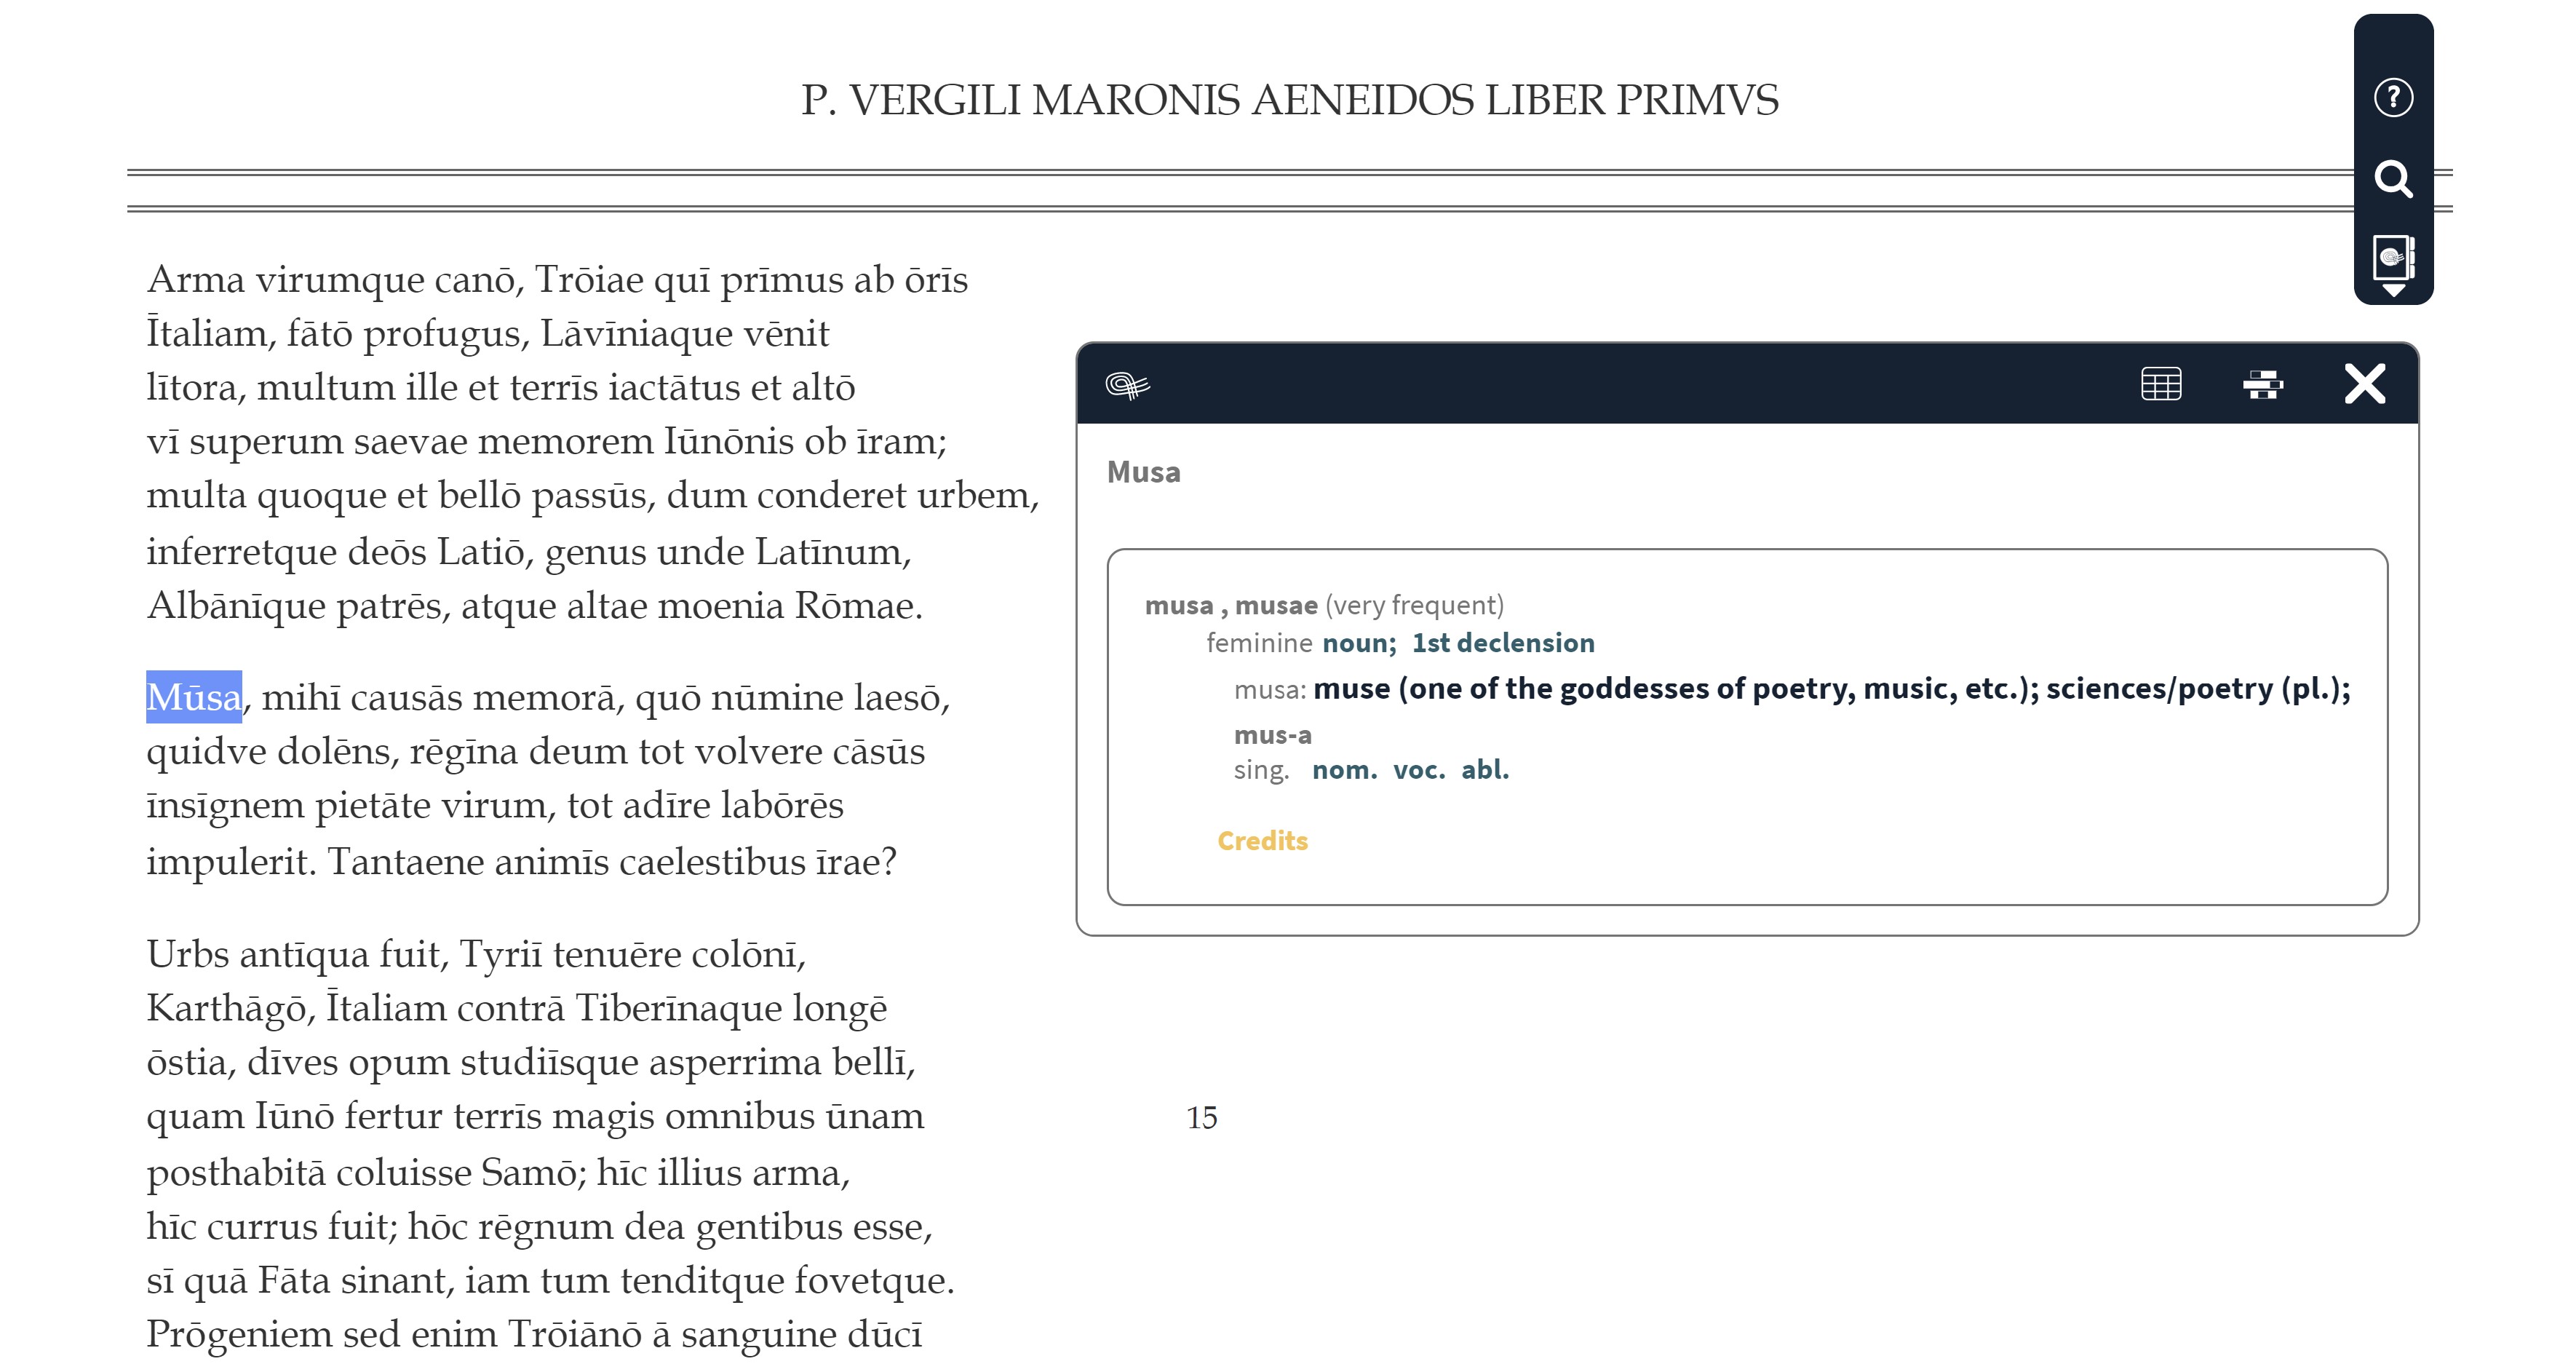 P. VERGILI MARONIS AENEIDOS LIBER PRIMVS
Arma virumque canō, Trōiae quī prīmus ab ōrīs
Ītaliam, fātō profugus, Lāvīniaque vēnit
lītora, multum ille et terrīs iactātus et altō
vī superum saevae memorem Iūnōnis ob īram;
multa quoque et bellō passūs, dum conderet urbem,
inferretque deōs Latiō, genus unde Latīnum,
Albānīque patrēs, atque altae moenia Rōmae.
Mūsa, mihī causās memorā, quō nūmine laesō,
quidve dolēns, rēgīna deum tot volvere cāsūs
īnsīgnem pietāte virum, tot adīre labōrēs
impulerit. Tantaene animīs caelestibus īrae?
Urbs antīqua fuit, Tyriī tenuēre colōnī,
Karthāgō, Ītaliam contrā Tiberīnaque longē
ōstia, dīves opum studiīsque asperrima bellī,
quam Iūnō fertur terrīs magis omnibus ūnam
15
posthabitā coluisse Samō; hīc illius arma,
hīc currus fuit; hōc rēgnum dea gentibus esse,
sī quā Fāta sinant, iam tum tenditque fovetque.
Prōgeniem sed enim Trōiānō ā sanguine dūcī
?
Musa
musa , musae (very frequent)
feminine noun; 1st declension
musa: muse (one of the goddesses of poetry, music, etc.); sciences/poetry (pl.);
mus-a
sing. nom. voc. abl.
Credits